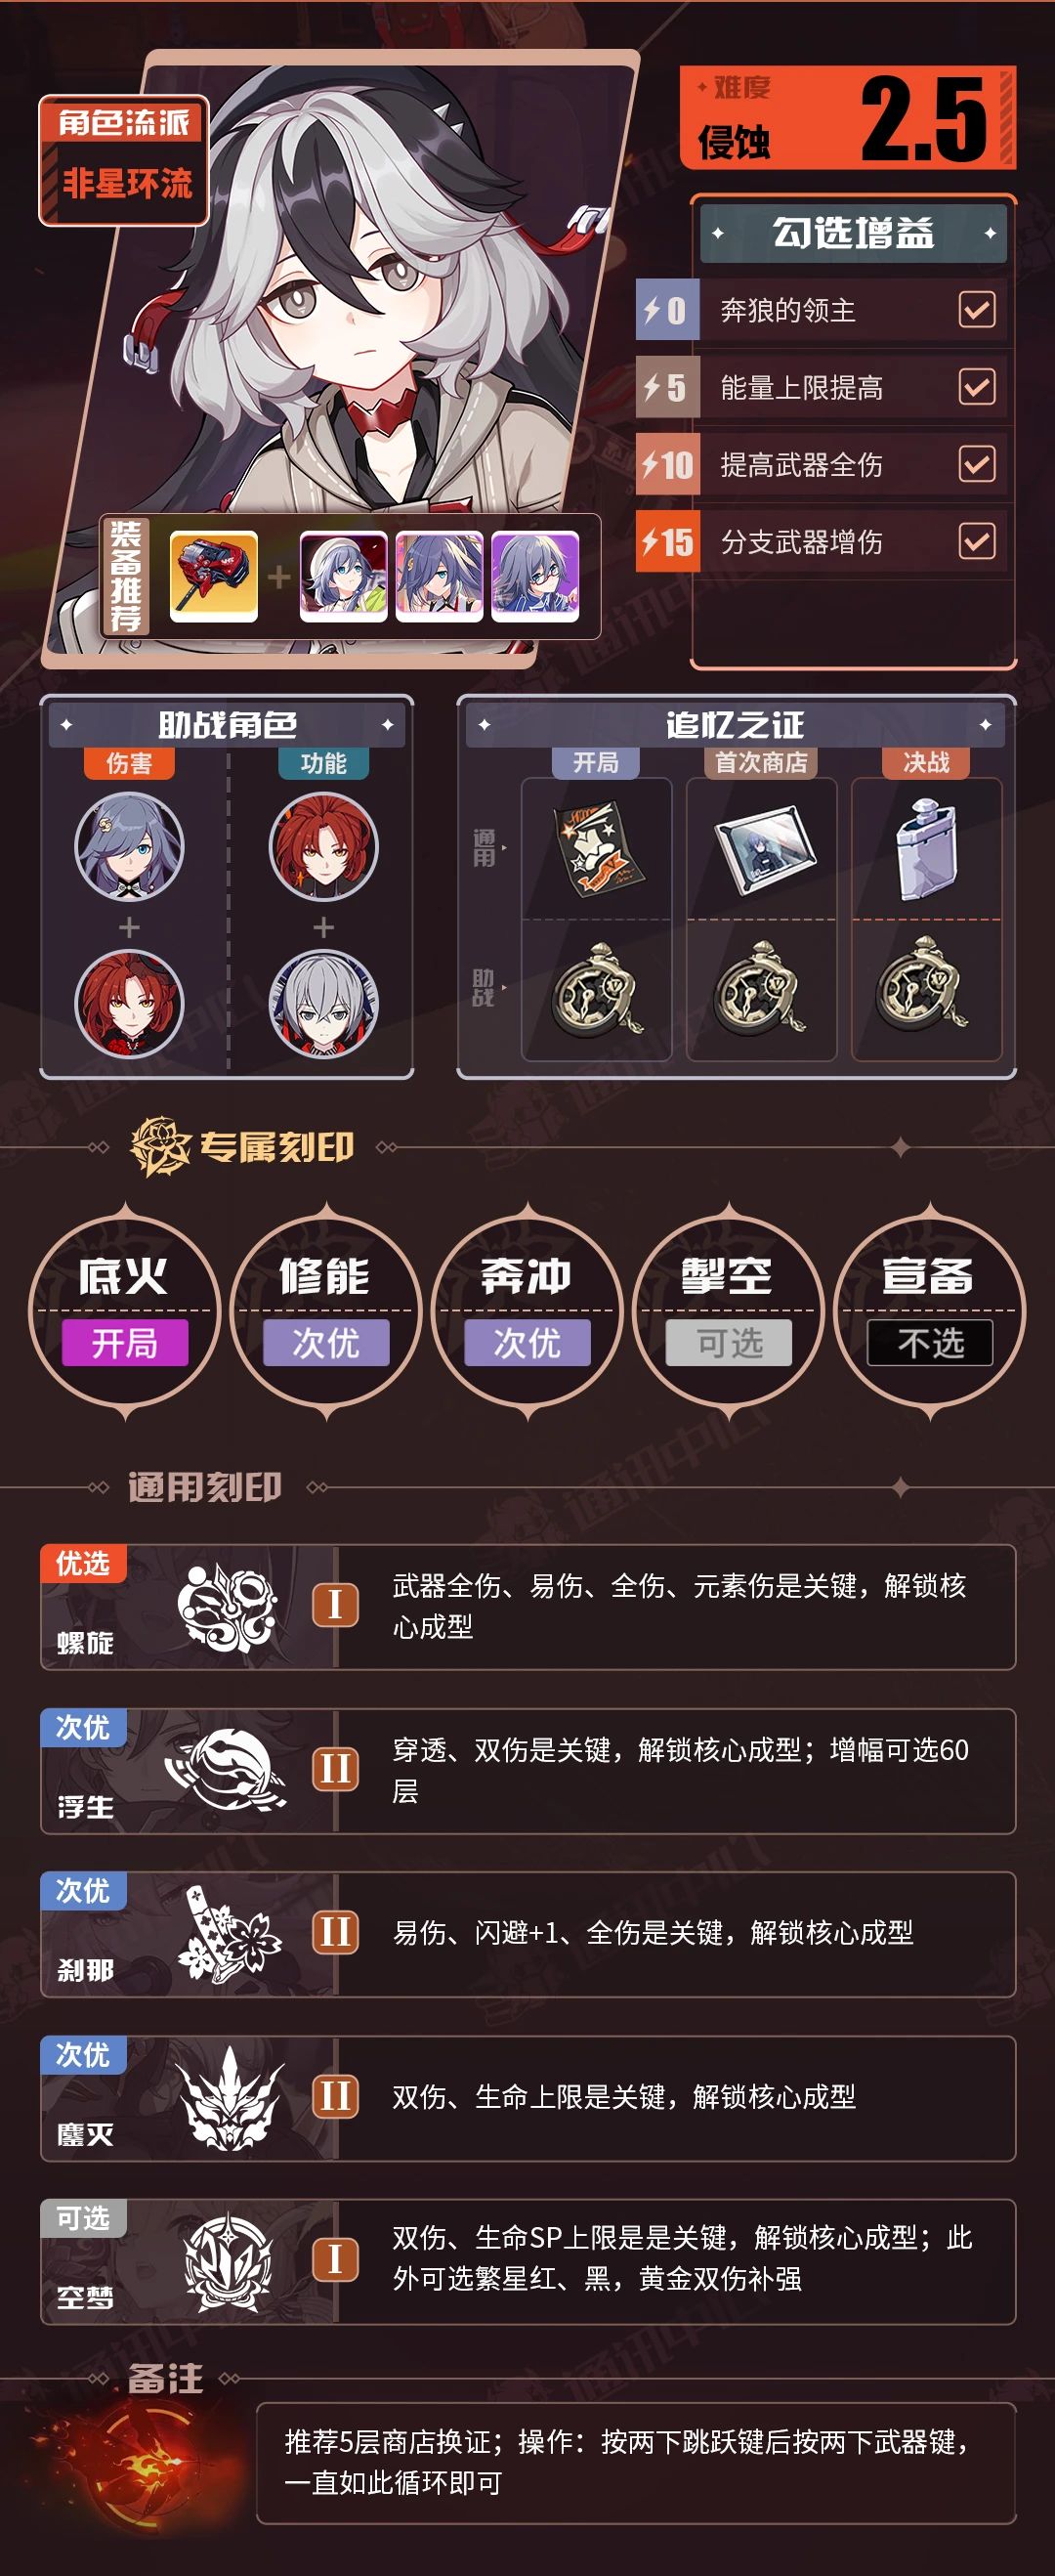 角色流派
非星环流
难度
侵蚀
2.5
勾选增益
0 奔狼的领主
5 能量上限提高
10 提高武器全伤
15 分支武器增伤
装备推荐
助战角色
伤害
功能
追忆之证
开局
首次商店
决战
通用
助战
专属刻印
底火
开局
修能
次优
奔冲
次优
掣空
可选
宣备
不选
通用刻印
优选
螺旋
I
武器全伤、易伤、全伤、元素伤是关键，解锁核
心成型
次优
浮生
II
穿透、双伤是关键，解锁核心成型；增幅可选60
层
次优
刹那
II
易伤、闪避+1、全伤是关键，解锁核心成型
次优
鏖灭
II
双伤、生命上限是关键，解锁核心成型
可选
空梦
I
双伤、生命SP上限是是关键，解锁核心成型；此
外可选繁星红、黑，黄金双伤补强
备注
推荐5层商店换证；操作：按两下跳跃键后按两下武器键，
一直如此循环即可